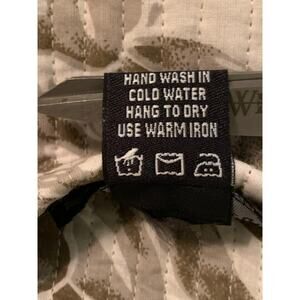 HAND WASH IN
COLD WATER
HANG TO DRY
USE WARM IRON